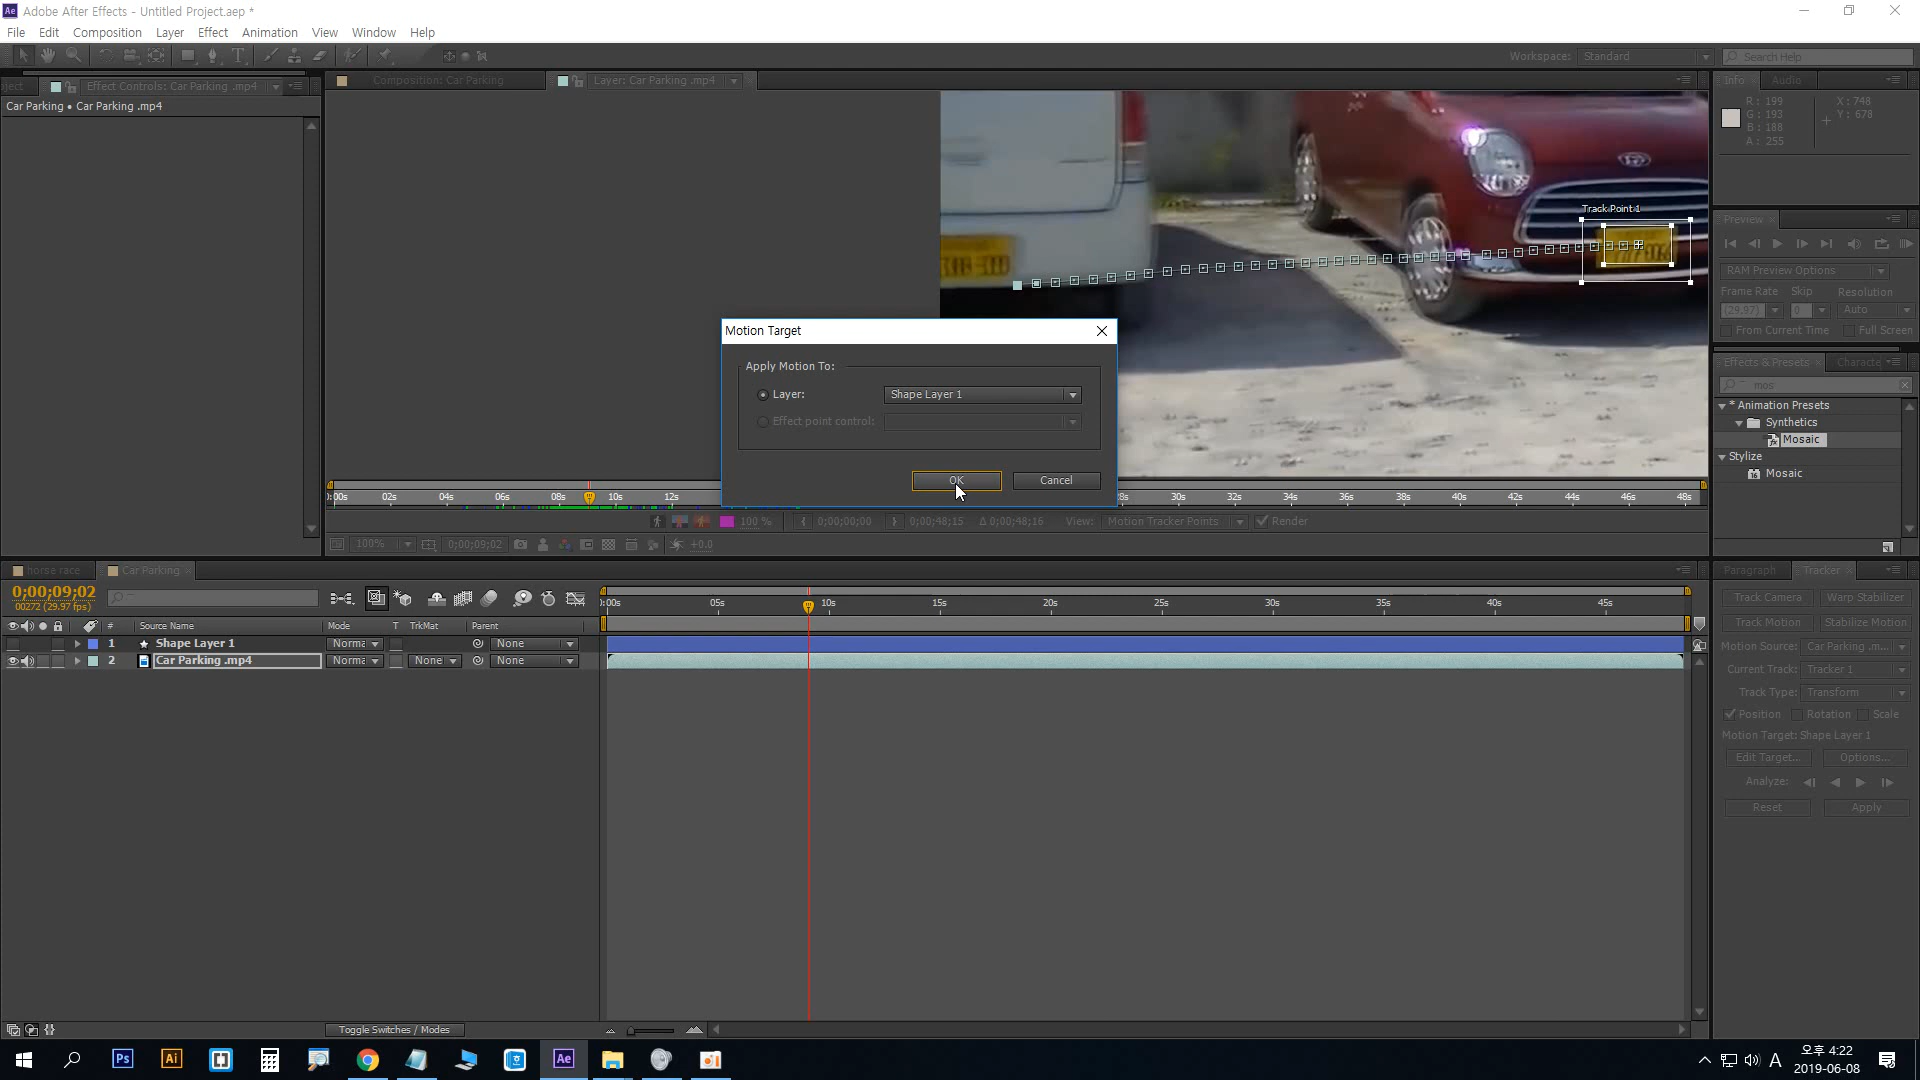 Adobe After Effects - Untitled Project.aep *
File Edit Composition Layer Effect Animation View Window Help
Workspace: Standard Search Help
ject Effect Controls: Car Parking .mp4
Composition: Car Parking
Layer: Car Parking .mp4
Info Audio
Car Parking • Car Parking .mp4
R : 199 X : 748
G : 193 Y : 678
B : 188
A : 255
Track Point 1
Preview
RAM Preview Options
Frame Rate Skip Resolution
(29.97) 0 Auto
From Current Time Full Screen
Motion Target
Apply Motion To:
Layer: Shape Layer 1
Effect point control:
OK Cancel
Effects & Presets Characte
mos
* Animation Presets
Synthetics
Mosaic
Stylize
Mosaic
0:00s 02s 04s 06s 08s 10s 12s 30s 32s 34s 36s 38s 40s 42s 44s 46s 48s
100 % 0;00;00;00 0;00;48;15 Δ 0;00;48;16 View: Motion Tracker Points Render
100% 0;00;09;02 +0.0
horse race Car Parking
0;00;09;02
00272 (29.97 fps)
05s 10s 15s 20s 25s 30s 35s 40s 45s
# Source Name Mode T TrkMat Parent
1 Shape Layer 1 Norma None
2 Car Parking .mp4 Norma None None
Paragraph Tracker
Track Camera Warp Stabilizer
Track Motion Stabilize Motion
Motion Source: Car Parking .m...
Current Track: Tracker 1
Track Type: Transform
Position Rotation Scale
Motion Target: Shape Layer 1
Edit Target... Options...
Analyze:
Reset Apply
Toggle Switches / Modes
Ps Ai Ae A
오후 4:22
2019-06-08